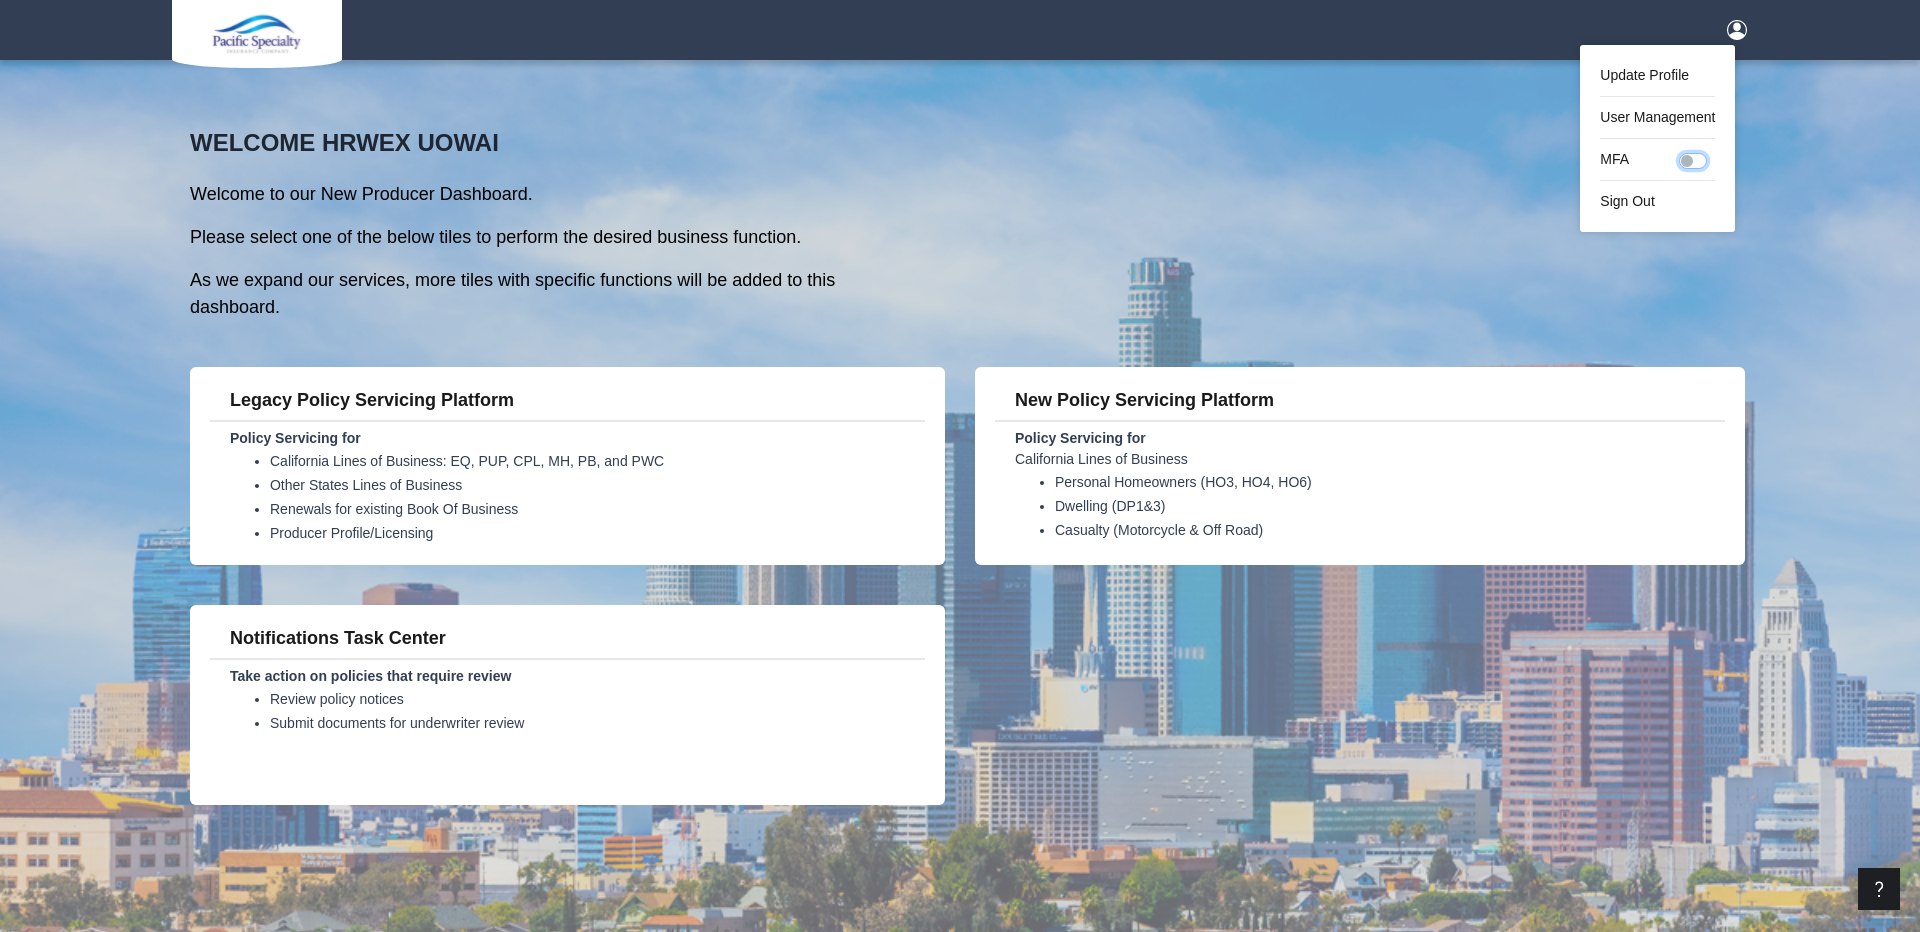 Pacific Specialty
INSURANCE COMPANY
Update Profile
User Management
MFA
Sign Out
WELCOME HRWEX UOWAI
Welcome to our New Producer Dashboard.
Please select one of the below tiles to perform the desired business function.
As we expand our services, more tiles with specific functions will be added to this
dashboard.
Legacy Policy Servicing Platform
Policy Servicing for
• California Lines of Business: EQ, PUP, CPL, MH, PB, and PWC
• Other States Lines of Business
• Renewals for existing Book Of Business
• Producer Profile/Licensing
New Policy Servicing Platform
Policy Servicing for
California Lines of Business
• Personal Homeowners (HO3, HO4, HO6)
• Dwelling (DP1&3)
• Casualty (Motorcycle & Off Road)
Notifications Task Center
Take action on policies that require review
• Review policy notices
• Submit documents for underwriter review
DOUBLETREE
?